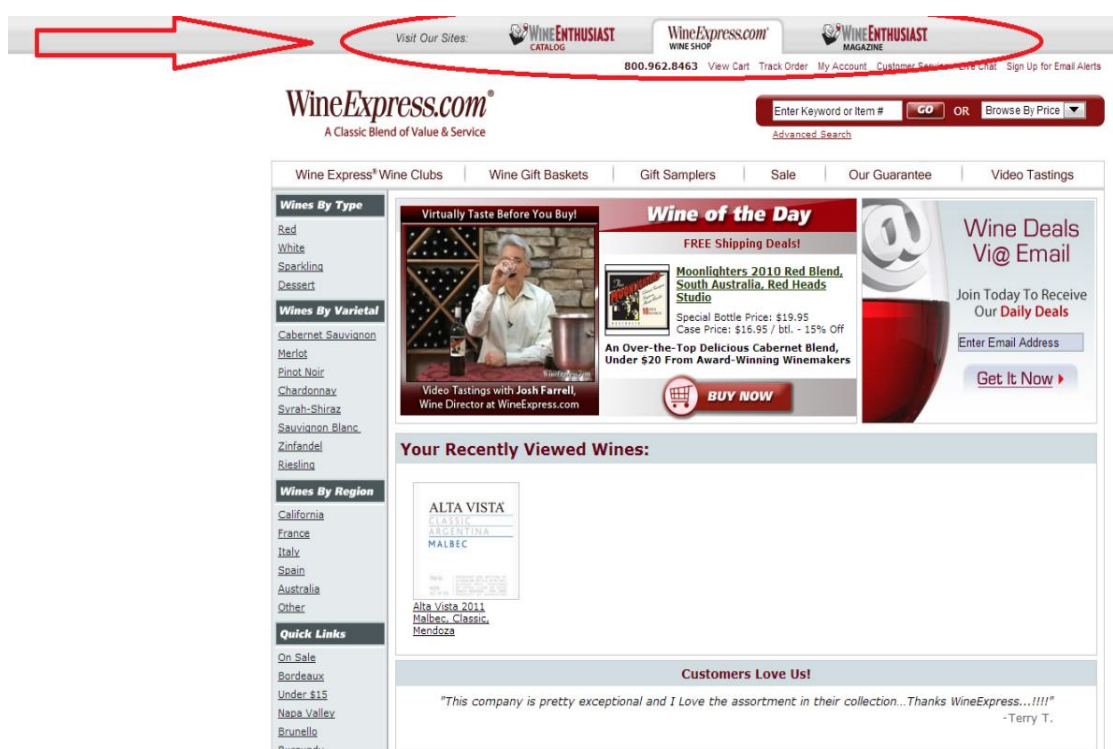 Visit Our Sites:
WINE ENTHUSIAST
CATALOG
WineExpress.com®
WINE SHOP
WINE ENTHUSIAST
MAGAZINE
800.962.8463 View Cart Track Order My Account Customer Service Live Chat Sign Up for Email Alerts
WineExpress.com®
A Classic Blend of Value & Service
Enter Keyword or Item # GO OR Browse By Price
Advanced Search
Wine Express® Wine Clubs Wine Gift Baskets Gift Samplers Sale Our Guarantee Video Tastings
Wines By Type
Red
White
Sparkling
Dessert
Wines By Varietal
Cabernet Sauvignon
Merlot
Pinot Noir
Chardonnay
Syrah-Shiraz
Sauvignon Blanc
Zinfandel
Riesling
Wines By Region
California
France
Italy
Spain
Australia
Other
Quick Links
On Sale
Bordeaux
Under $15
Napa Valley
Brunello
Burgundy
Virtually Taste Before You Buy!
Video Tastings with Josh Farrell,
Wine Director at WineExpress.com
Wine of the Day
FREE Shipping Deals!
Moonlighters 2010 Red Blend,
South Australia, Red Heads
Studio
Special Bottle Price: $19.95
Case Price: $16.95 / btl. - 15% Off
An Over-the-Top Delicious Cabernet Blend,
Under $20 From Award-Winning Winemakers
BUY NOW
Wine Deals
Vi@ Email
Join Today To Receive
Our Daily Deals
Enter Email Address
Get It Now
Your Recently Viewed Wines:
ALTA VISTA
CLASSIC
ARGENTINA
MALBEC
Alta Vista 2011
Malbec, Classic,
Mendoza
Customers Love Us!
"This company is pretty exceptional and I Love the assortment in their collection...Thanks WineExpress...!!!!"
-Terry T.